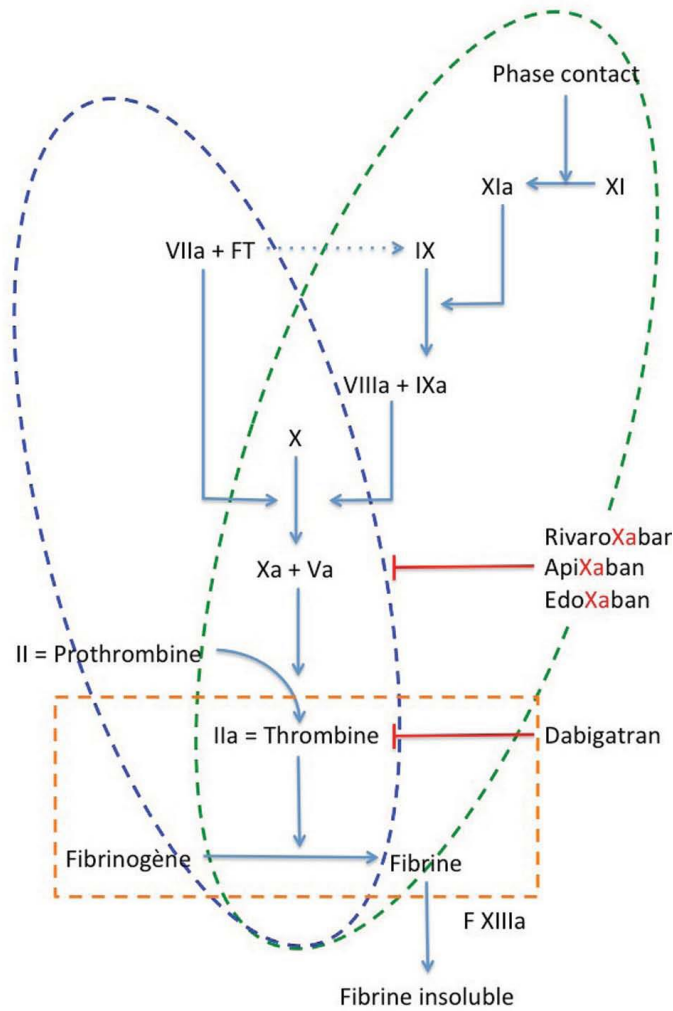 Phase contact
XIa
XI
VIIa + FT
IX
VIIIa + IXa
X
RivaroXabar
Xa + Va
ApiXaban
EdoXaban
II = Prothrombine
IIa = Thrombine
Dabigatran
Fibrinogène
Fibrine
F XIIIa
Fibrine insoluble